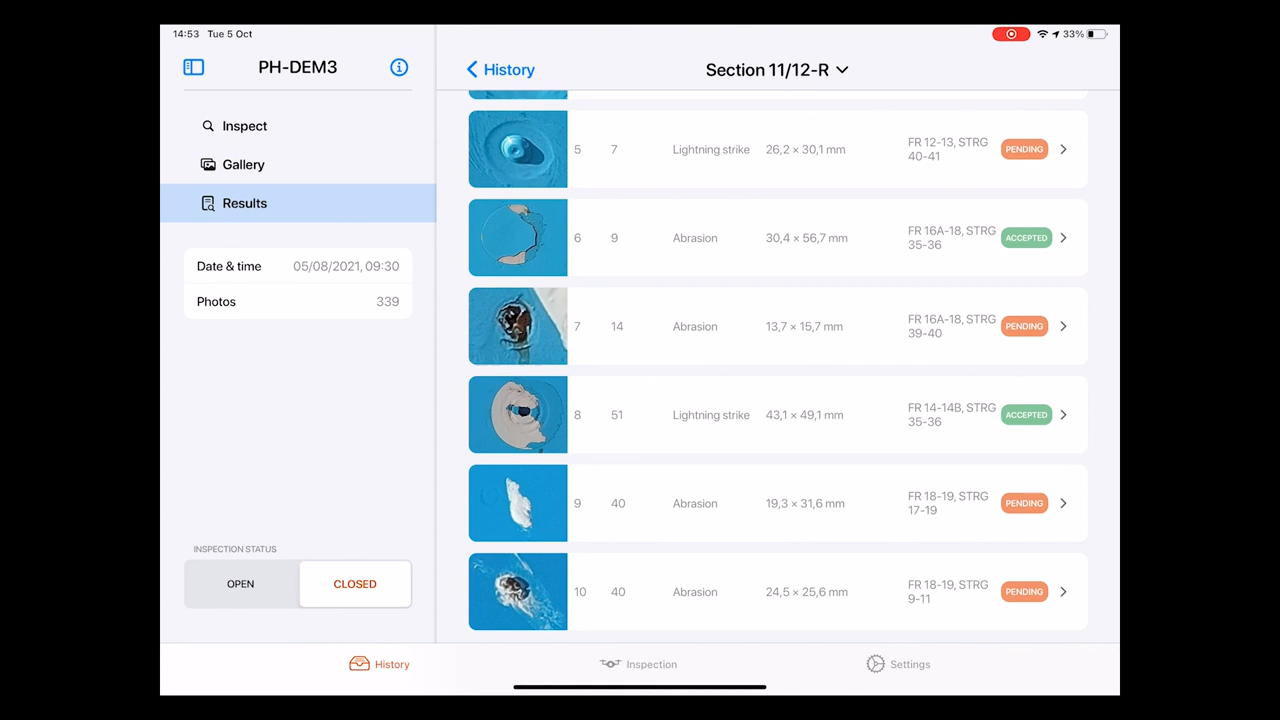 14:53 Tue 5 Oct
33%
PH-DEM3
Inspect
Gallery
Results
Date & time 05/08/2021, 09:30
Photos 339
INSPECTION STATUS
OPEN CLOSED
History
Section 11/12-R
5 7 Lightning strike 26,2 × 30,1 mm FR 12-13, STRG
40-41 PENDING
6 9 Abrasion 30,4 × 56,7 mm FR 16A-18, STRG
35-36 ACCEPTED
7 14 Abrasion 13,7 × 15,7 mm FR 16A-18, STRG
39-40 PENDING
8 51 Lightning strike 43,1 × 49,1 mm FR 14-14B, STRG
35-36 ACCEPTED
9 40 Abrasion 19,3 × 31,6 mm FR 18-19, STRG
17-19 PENDING
10 40 Abrasion 24,5 × 25,6 mm FR 18-19, STRG
9-11 PENDING
History Inspection Settings